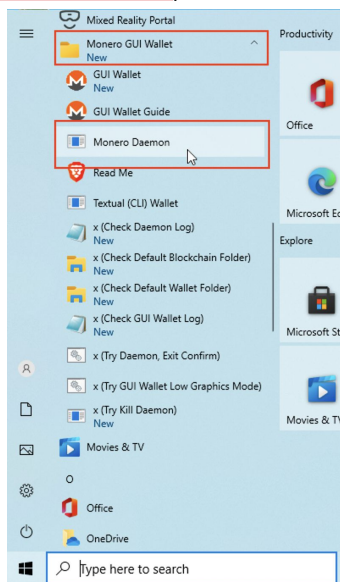 Mixed Reality Portal
Monero GUI Wallet
New
GUI Wallet
New
GUI Wallet Guide
Monero Daemon
Read Me
Textual (CLI) Wallet
x (Check Daemon Log)
New
x (Check Default Blockchain Folder)
New
x (Check Default Wallet Folder)
New
x (Check GUI Wallet Log)
New
x (Try Daemon, Exit Confirm)
x (Try GUI Wallet Low Graphics Mode)
x (Try Kill Daemon)
New
Movies & TV
O
Office
OneDrive
Type here to search
Productivity
Office
Microsoft Ed
Explore
Microsoft St
Movies & TV